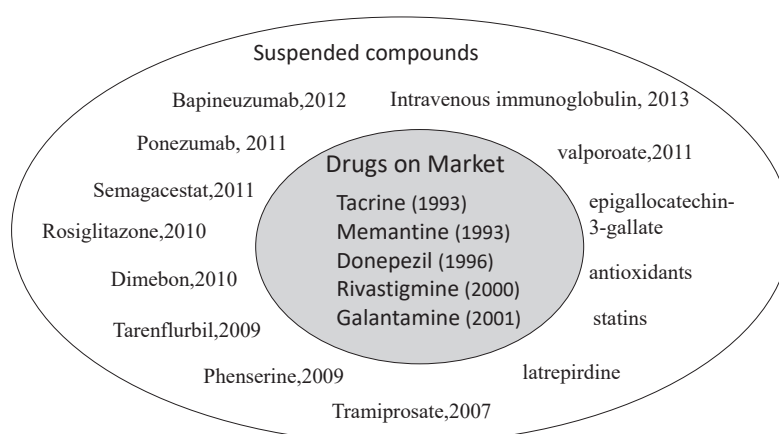 Suspended compounds
Bapineuzumab,2012
Intravenous immunoglobulin, 2013
Ponezumab, 2011
valporoate,2011
Semagacestat,2011
epigallocatechin-
3-gallate
Rosiglitazone,2010
antioxidants
Dimebon,2010
statins
Tarenflurbil,2009
latrepirdine
Phenserine,2009
Tramiprosate,2007
Drugs on Market
Tacrine (1993)
Memantine (1993)
Donepezil (1996)
Rivastigmine (2000)
Galantamine (2001)